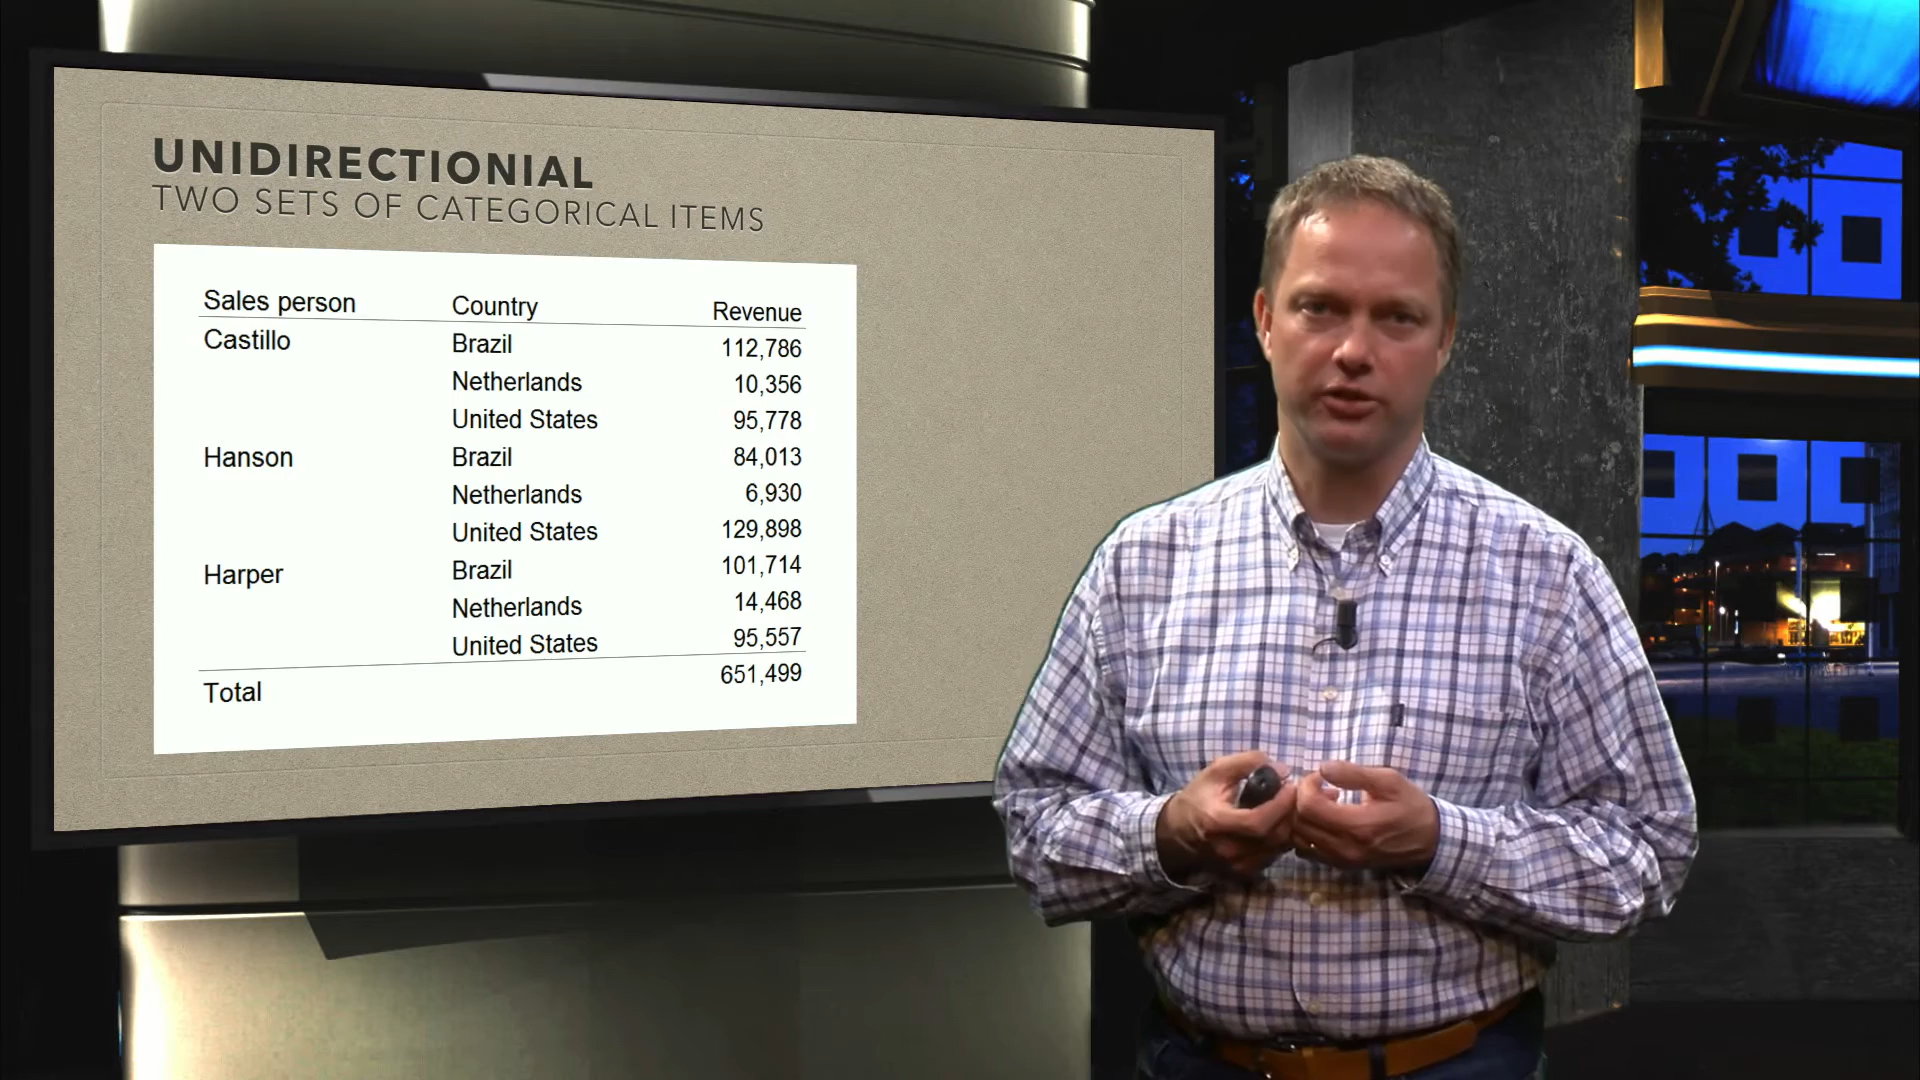 UNIDIRECTIONIAL
TWO SETS OF CATEGORICAL ITEMS
Sales person Country Revenue
Castillo Brazil 112,786
Netherlands 10,356
United States 95,778
Hanson Brazil 84,013
Netherlands 6,930
United States 129,898
Harper Brazil 101,714
Netherlands 14,468
United States 95,557
Total 651,499